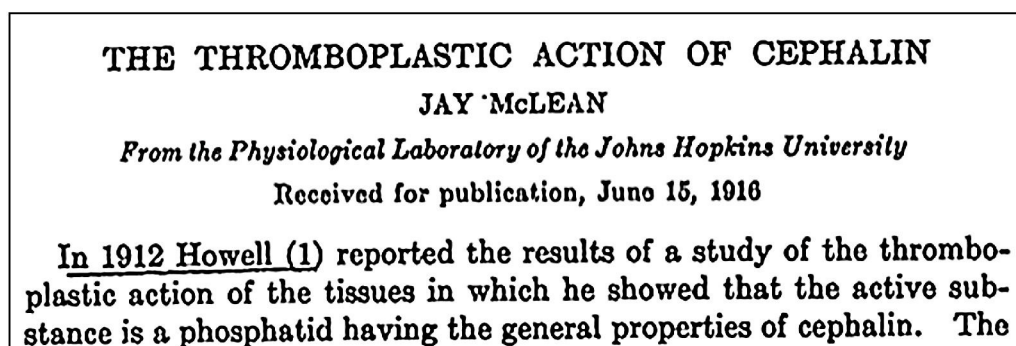 THE THROMBOPLASTIC ACTION OF CEPHALIN
JAY McLEAN
From the Physiological Laboratory of the Johns Hopkins University
Received for publication, June 15, 1916
In 1912 Howell (1) reported the results of a study of the thrombo-
plastic action of the tissues in which he showed that the active sub-
stance is a phosphatid having the general properties of cephalin. The